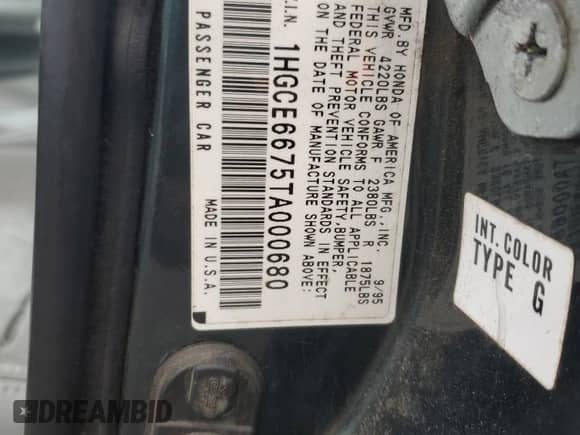 MFD.BY HONDA OF AMERICA MFG.,INC. 9/95
GVWR 4220LBS GAWR F 2380LBS R 1875LBS
THIS VEHICLE CONFORMS TO ALL APPLICABLE
FEDERAL MOTOR VEHICLE SAFETY,BUMPER,
AND THEFT PREVENTION STANDARDS IN EFFECT
ON THE DATE OF MANUFACTURE SHOWN ABOVE:
V.I.N. 1HGCE6675TA000680
PASSENGER CAR MADE IN U.S.A.
INT. COLOR
TYPE G
DREAMBID